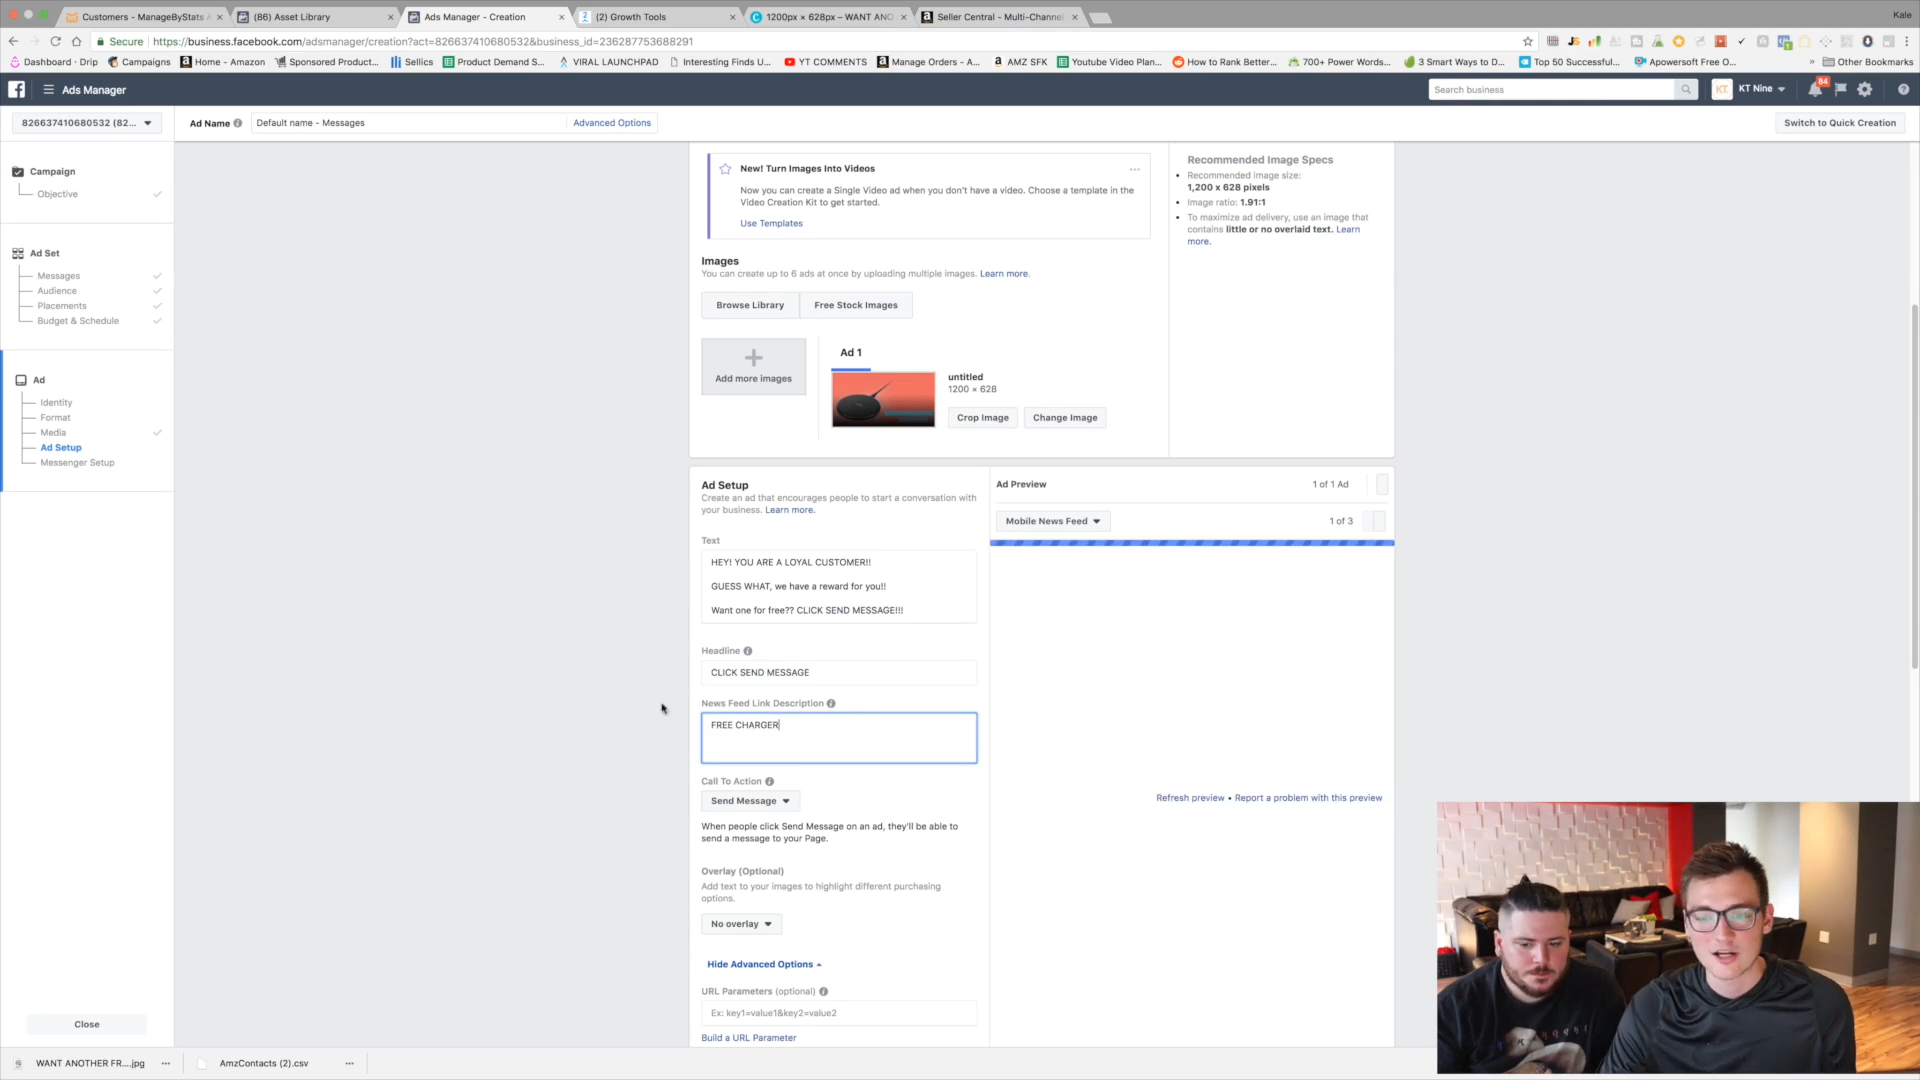 Customers - ManageByStats A
(86) Asset Library
Ads Manager - Creation
(2) Growth Tools
1200px × 628px – WANT ANO
Seller Central - Multi-Channel
Kale
Secure
https://business.facebook.com/adsmanager/creation?act=826637410680532&business_id=236287753688291
Dashboard · Drip
Campaigns
Home - Amazon
Sponsored Product...
Sellics
Product Demand S...
VIRAL LAUNCHPAD
Interesting Finds U...
YT COMMENTS
Manage Orders - A...
AMZ SFK
Youtube Video Plan...
How to Rank Better...
700+ Power Words...
3 Smart Ways to D...
Top 50 Successful...
Apowersoft Free O...
»
Other Bookmarks
Ads Manager
Search business
KT
KT Nine
84
826637410680532 (82...
Ad Name
Default name - Messages
Advanced Options
Switch to Quick Creation
Campaign
Objective
Ad Set
Messages
Audience
Placements
Budget & Schedule
Ad
Identity
Format
Media
Ad Setup
Messenger Setup
Close
New! Turn Images Into Videos
Now you can create a Single Video ad when you don't have a video. Choose a template in the
Video Creation Kit to get started.
Use Templates
Recommended Image Specs
• Recommended image size:
1,200 x 628 pixels
• Image ratio: 1.91:1
• To maximize ad delivery, use an image that
contains little or no overlaid text. Learn
more.
Images
You can create up to 6 ads at once by uploading multiple images. Learn more.
Browse Library
Free Stock Images
Add more images
Ad 1
untitled
1200 × 628
Crop Image
Change Image
Ad Setup
Create an ad that encourages people to start a conversation with
your business. Learn more.
Text
HEY! YOU ARE A LOYAL CUSTOMER!!
GUESS WHAT, we have a reward for you!!
Want one for free?? CLICK SEND MESSAGE!!!
Headline
CLICK SEND MESSAGE
News Feed Link Description
FREE CHARGER
Call To Action
Send Message
When people click Send Message on an ad, they'll be able to
send a message to your Page.
Overlay (Optional)
Add text to your images to highlight different purchasing
options.
No overlay
Hide Advanced Options
URL Parameters (optional)
Ex: key1=value1&key2=value2
Build a URL Parameter
Ad Preview
1 of 1 Ad
Mobile News Feed
1 of 3
Refresh preview • Report a problem with this preview
WANT ANOTHER FR....jpg
AmzContacts (2).csv